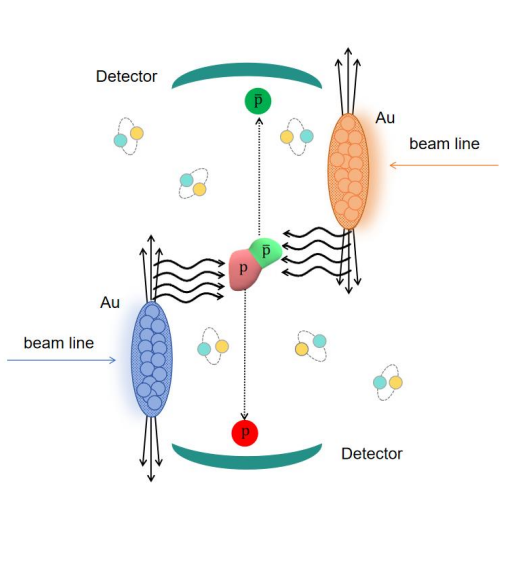 Detector
p̄
Au
beam line
p̄
p
Au
beam line
p
Detector